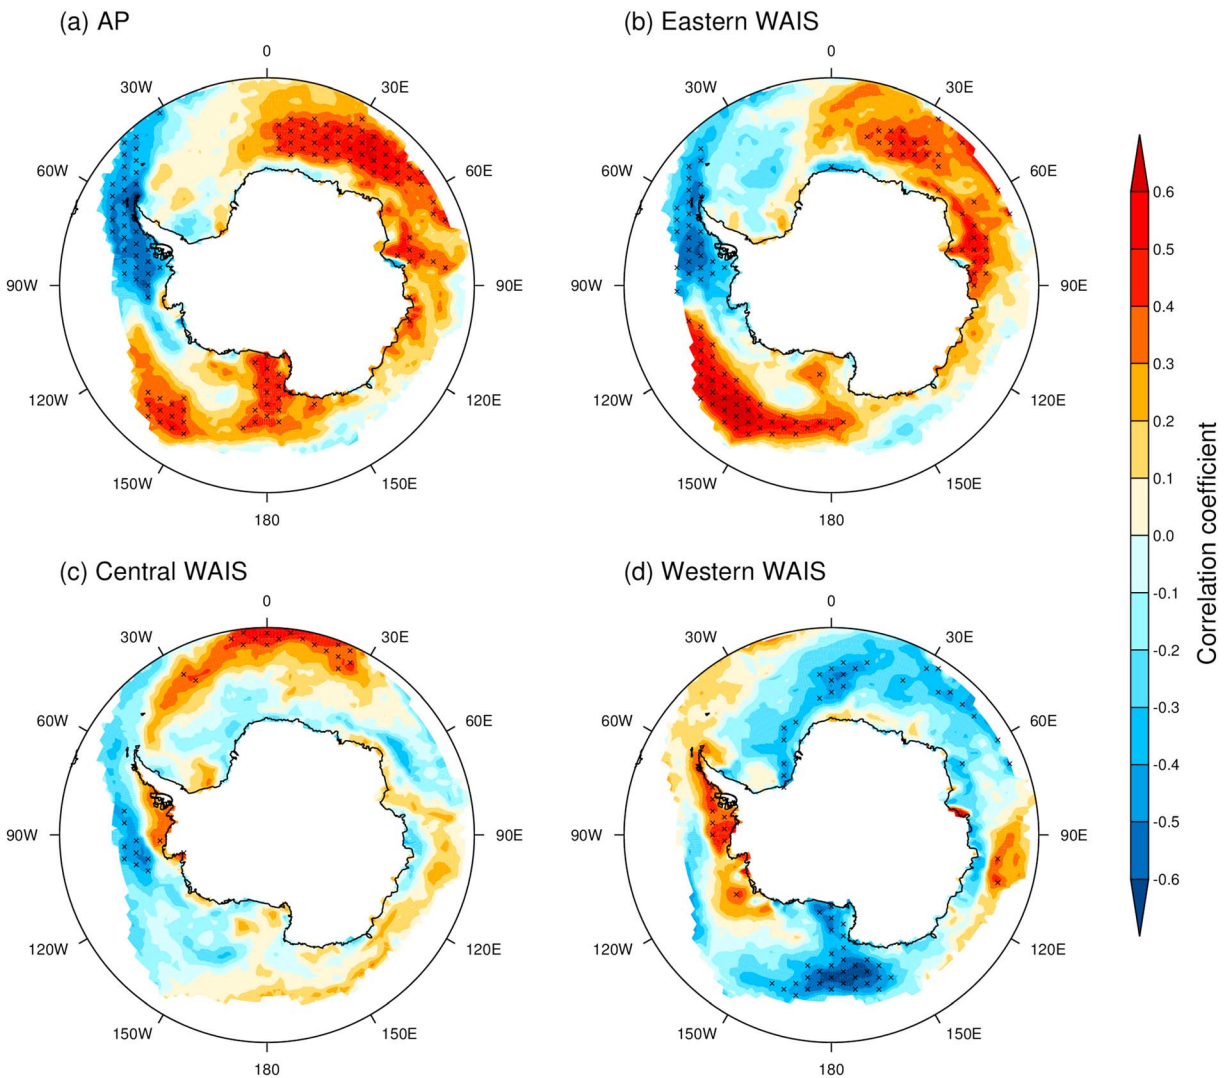 (a) AP
0
30W
30E
60W
60E
90W
90E
120W
120E
150W
150E
180
(b) Eastern WAIS
0
30W
30E
60W
60E
90W
90E
120W
120E
150W
150E
180
(c) Central WAIS
0
30W
30E
60W
60E
90W
90E
120W
120E
150W
150E
180
(d) Western WAIS
0
30W
30E
60W
60E
90W
90E
120W
120E
150W
150E
180
0.6
0.5
0.4
0.3
0.2
0.1
0.0
-0.1
-0.2
-0.3
-0.4
-0.5
-0.6
Correlation coefficient